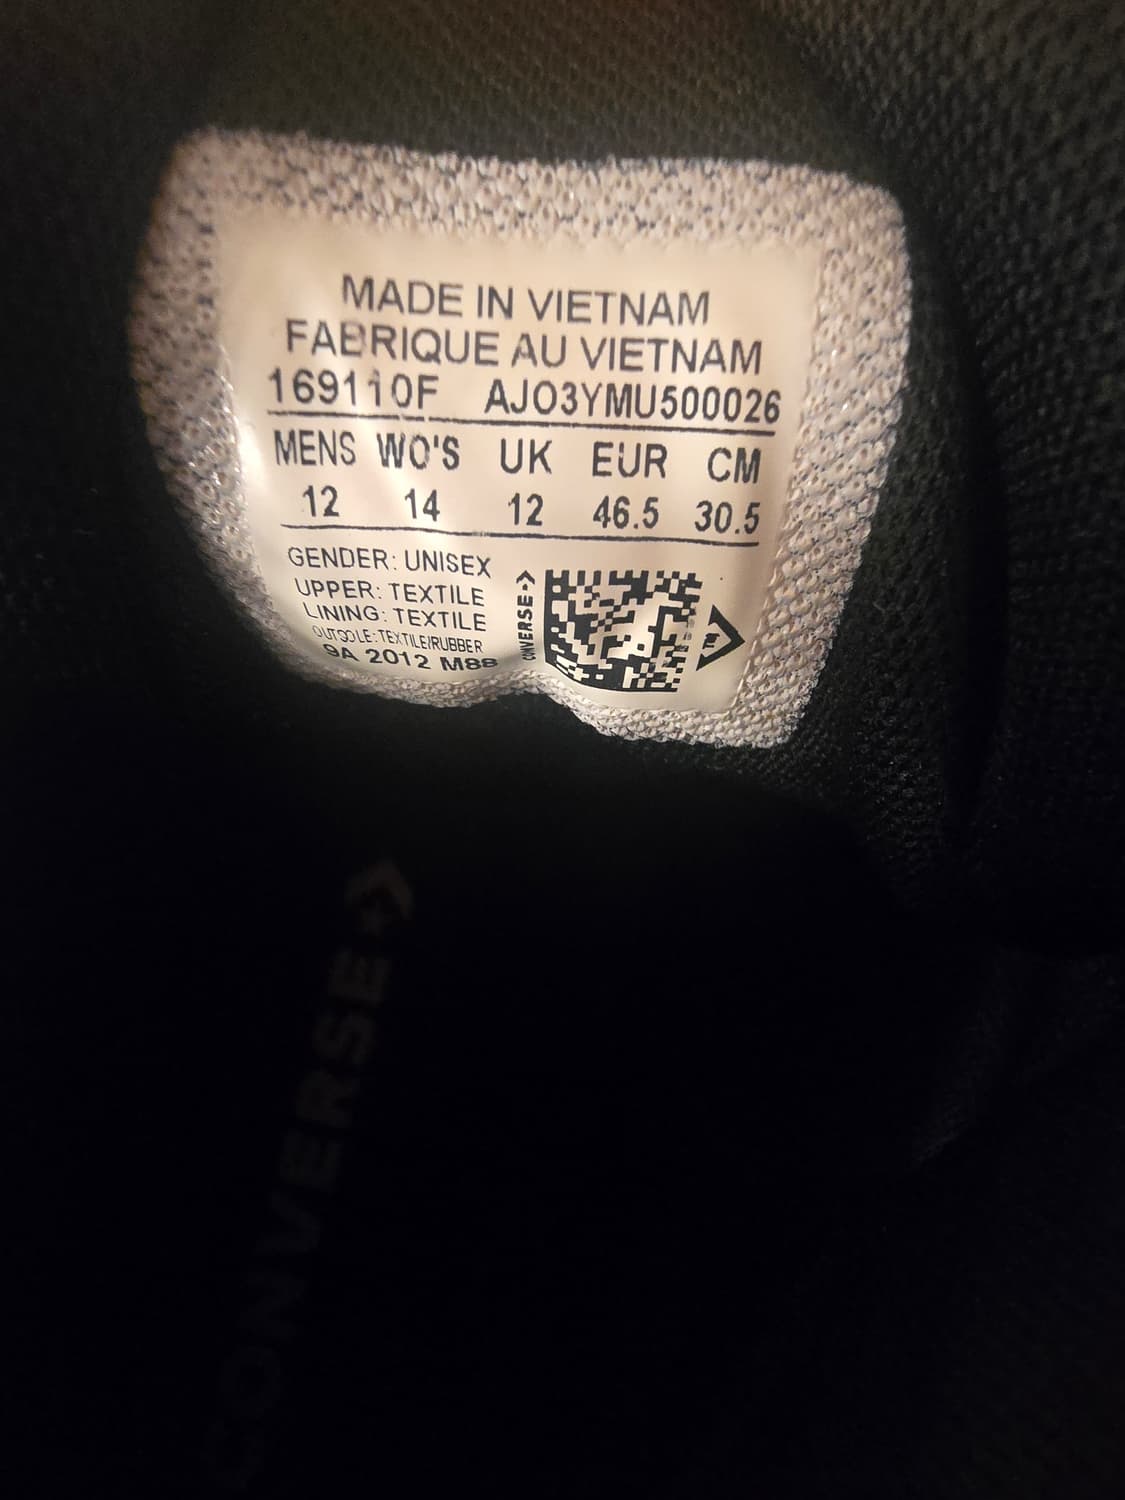 MADE IN VIETNAM
FABRIQUE AU VIETNAM
169110F AJO3YMU500026
MENS WO'S UK EUR CM
12 14 12 46.5 30.5
GENDER: UNISEX
UPPER: TEXTILE
LINING: TEXTILE
OUTSOLE: TEXTILE/RUBBER
9A 2012 M88
CONVERSE
CONVERSE